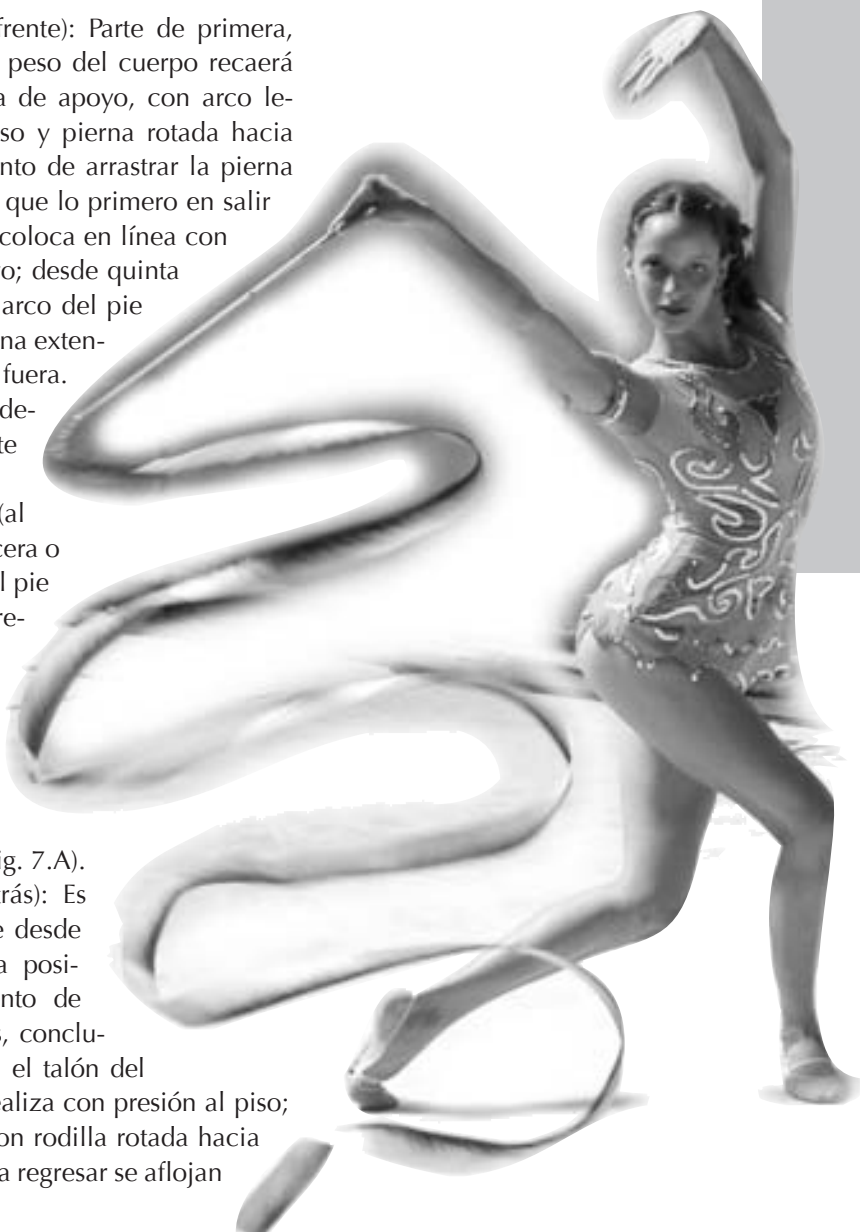 frente): Parte de primera,
peso del cuerpo recaerá
de apoyo, con arco le-
so y pierna rotada hacia
nto de arrastrar la pierna
que lo primero en salir
coloca en línea con
o; desde quinta
arco del pie
na exten-
fuera.
de-
te
(al
cera o
l pie
re-
ig. 7.A).
trás): Es
e desde
a posi-
nto de
s, conclu-
el talón del
ealiza con presión al piso;
on rodilla rotada hacia
a regresar se aflojan